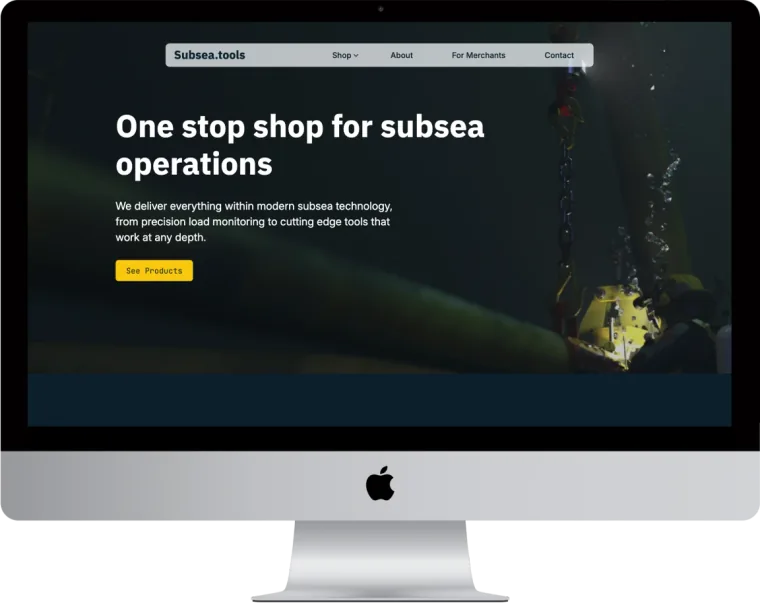 Subsea.tools
Shop
About
For Merchants
Contact
One stop shop for subsea
operations
We deliver everything within modern subsea technology,
from precision load monitoring to cutting edge tools that
work at any depth.
See Products